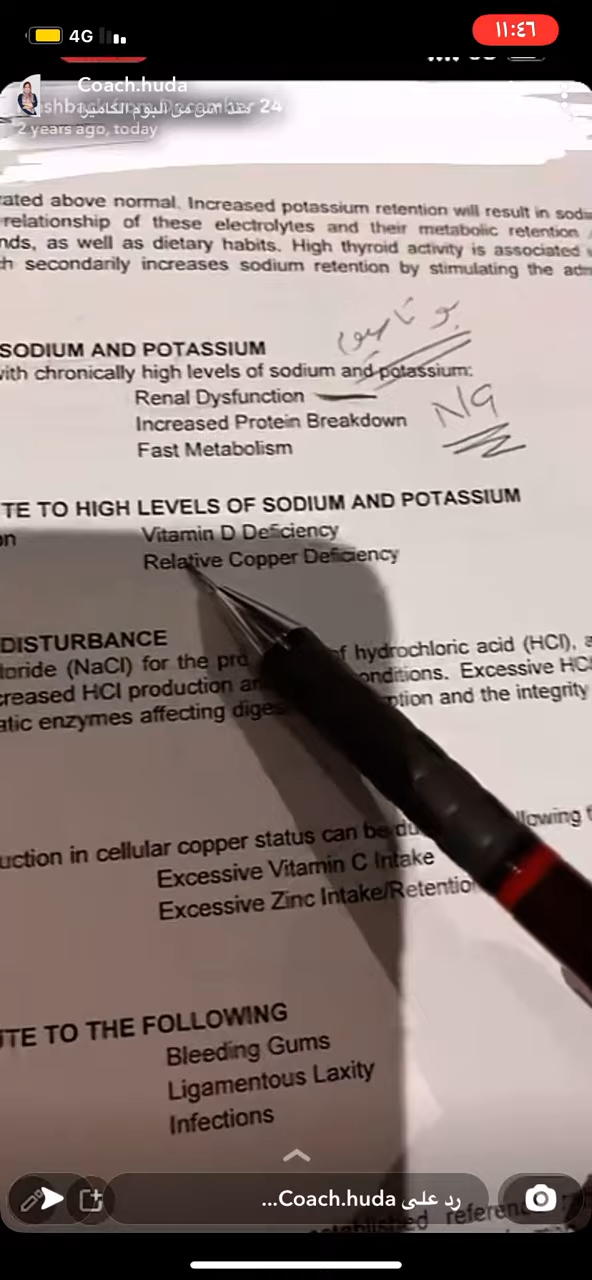 4G
١١:٤٦
Coach.huda
2 years ago, today
ated above normal. Increased potassium retention will result in sodi
relationship of these electrolytes and their metabolic retention
nds, as well as dietary habits. High thyroid activity is associated
h secondarily increases sodium retention by stimulating the
SODIUM AND POTASSIUM
with chronically high levels of sodium and potassium:
Renal Dysfunction
Increased Protein Breakdown
Fast Metabolism
Na
TE TO HIGH LEVELS OF SODIUM AND POTASSIUM
on Vitamin D Deficiency
Relative Copper Deficiency
DISTURBANCE
loride (NaCl) for the pro of hydrochloric acid (HCl), a
creased HCl production an onditions. Excessive HCl
atic enzymes affecting diges ption and the integrity
uction in cellular copper status can be du llowing
Excessive Vitamin C Intake
Excessive Zinc Intake/Retention
UTE TO THE FOLLOWING
Bleeding Gums
Ligamentous Laxity
Infections
رد على Coach.huda...